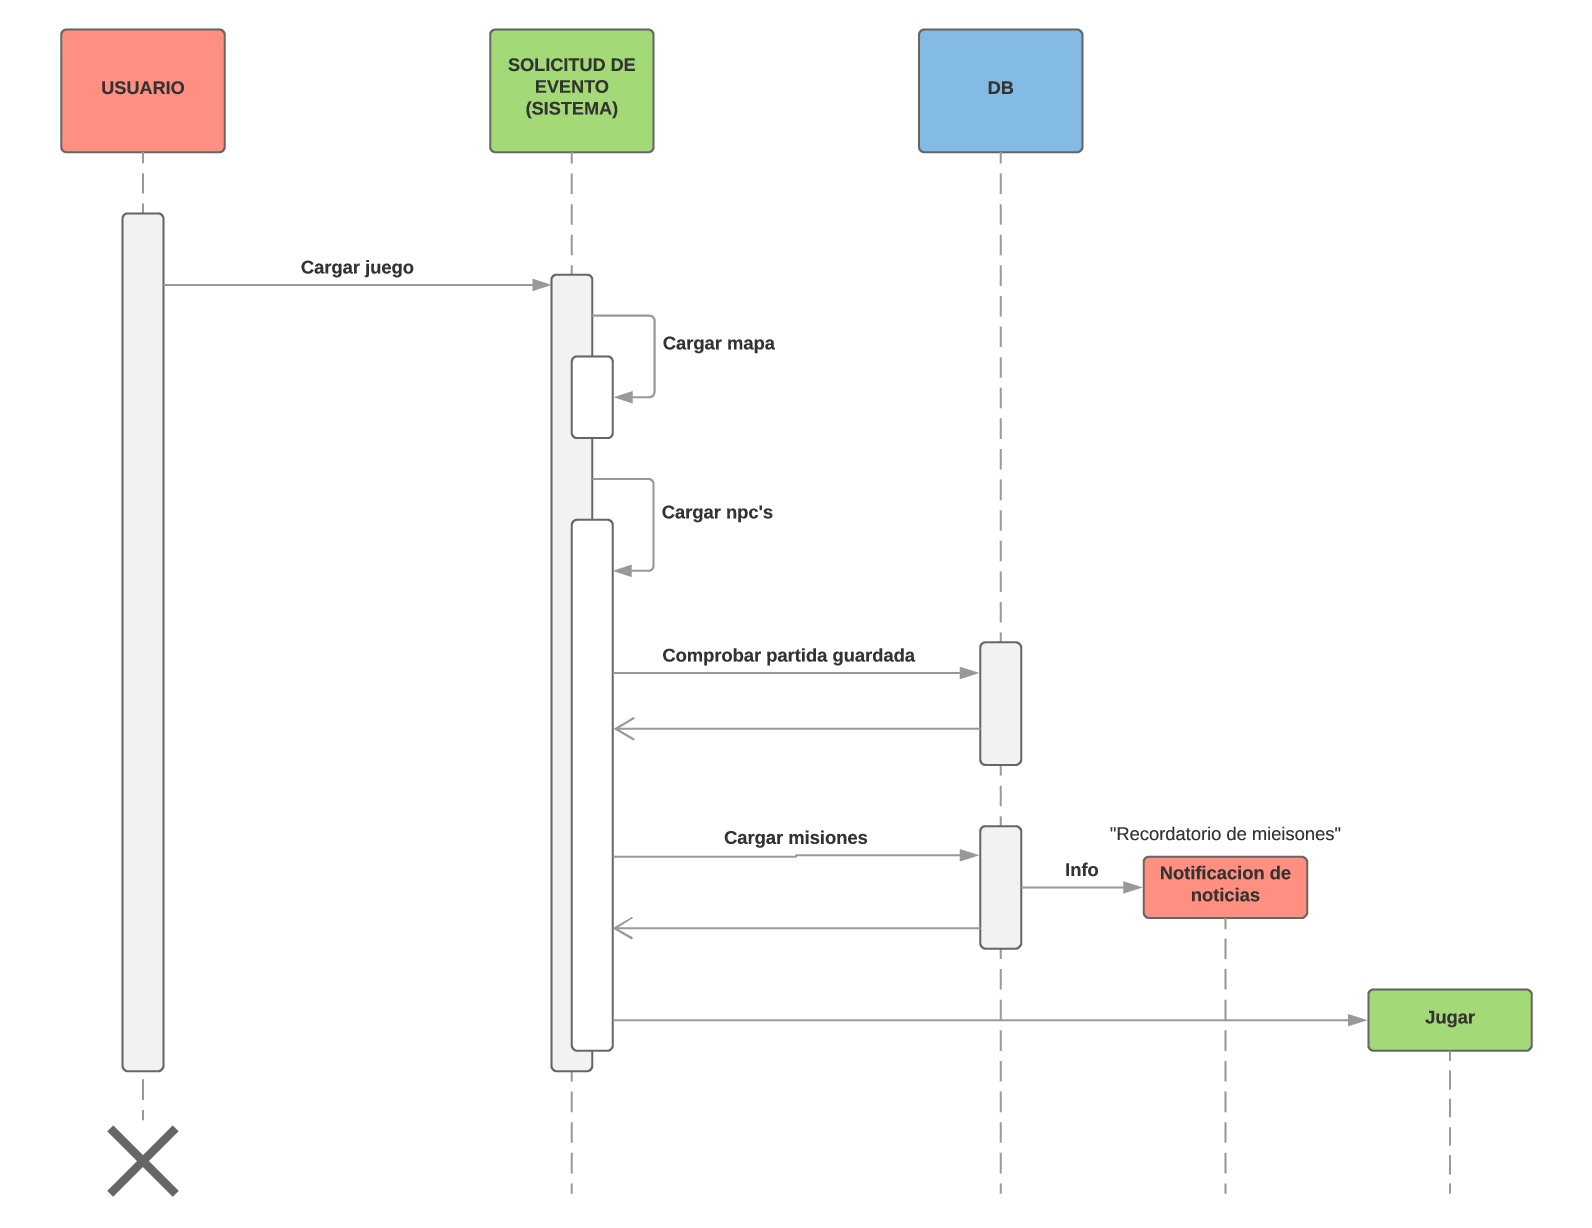 USUARIO
SOLICITUD DE
EVENTO
(SISTEMA)
DB
Cargar juego
Cargar mapa
Cargar npc's
Comprobar partida guardada
Cargar misiones
"Recordatorio de mieisones"
Info
Notificacion de
noticias
Jugar